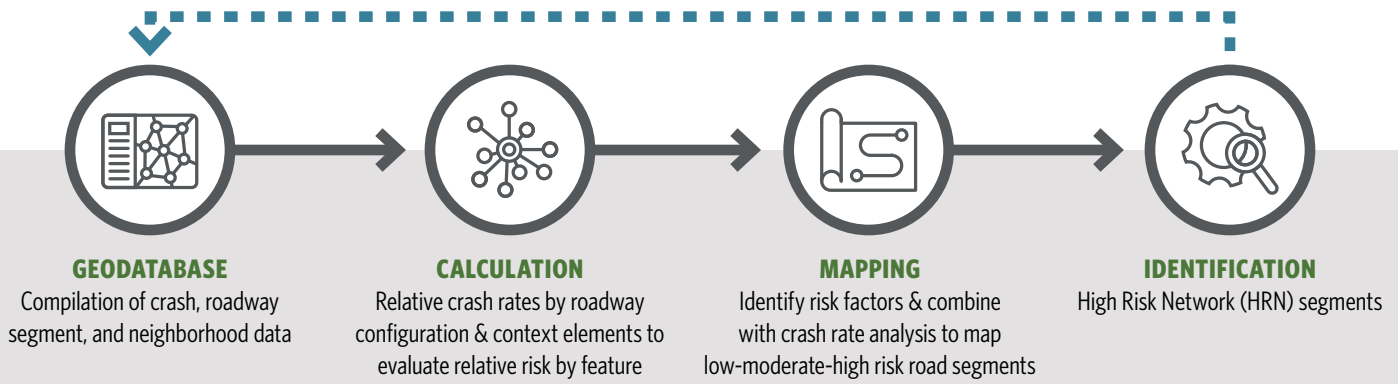 GEODATABASE
Compilation of crash, roadway
segment, and neighborhood data
CALCULATION
Relative crash rates by roadway
configuration & context elements to
evaluate relative risk by feature
MAPPING
Identify risk factors & combine
with crash rate analysis to map
low-moderate-high risk road segments
IDENTIFICATION
High Risk Network (HRN) segments